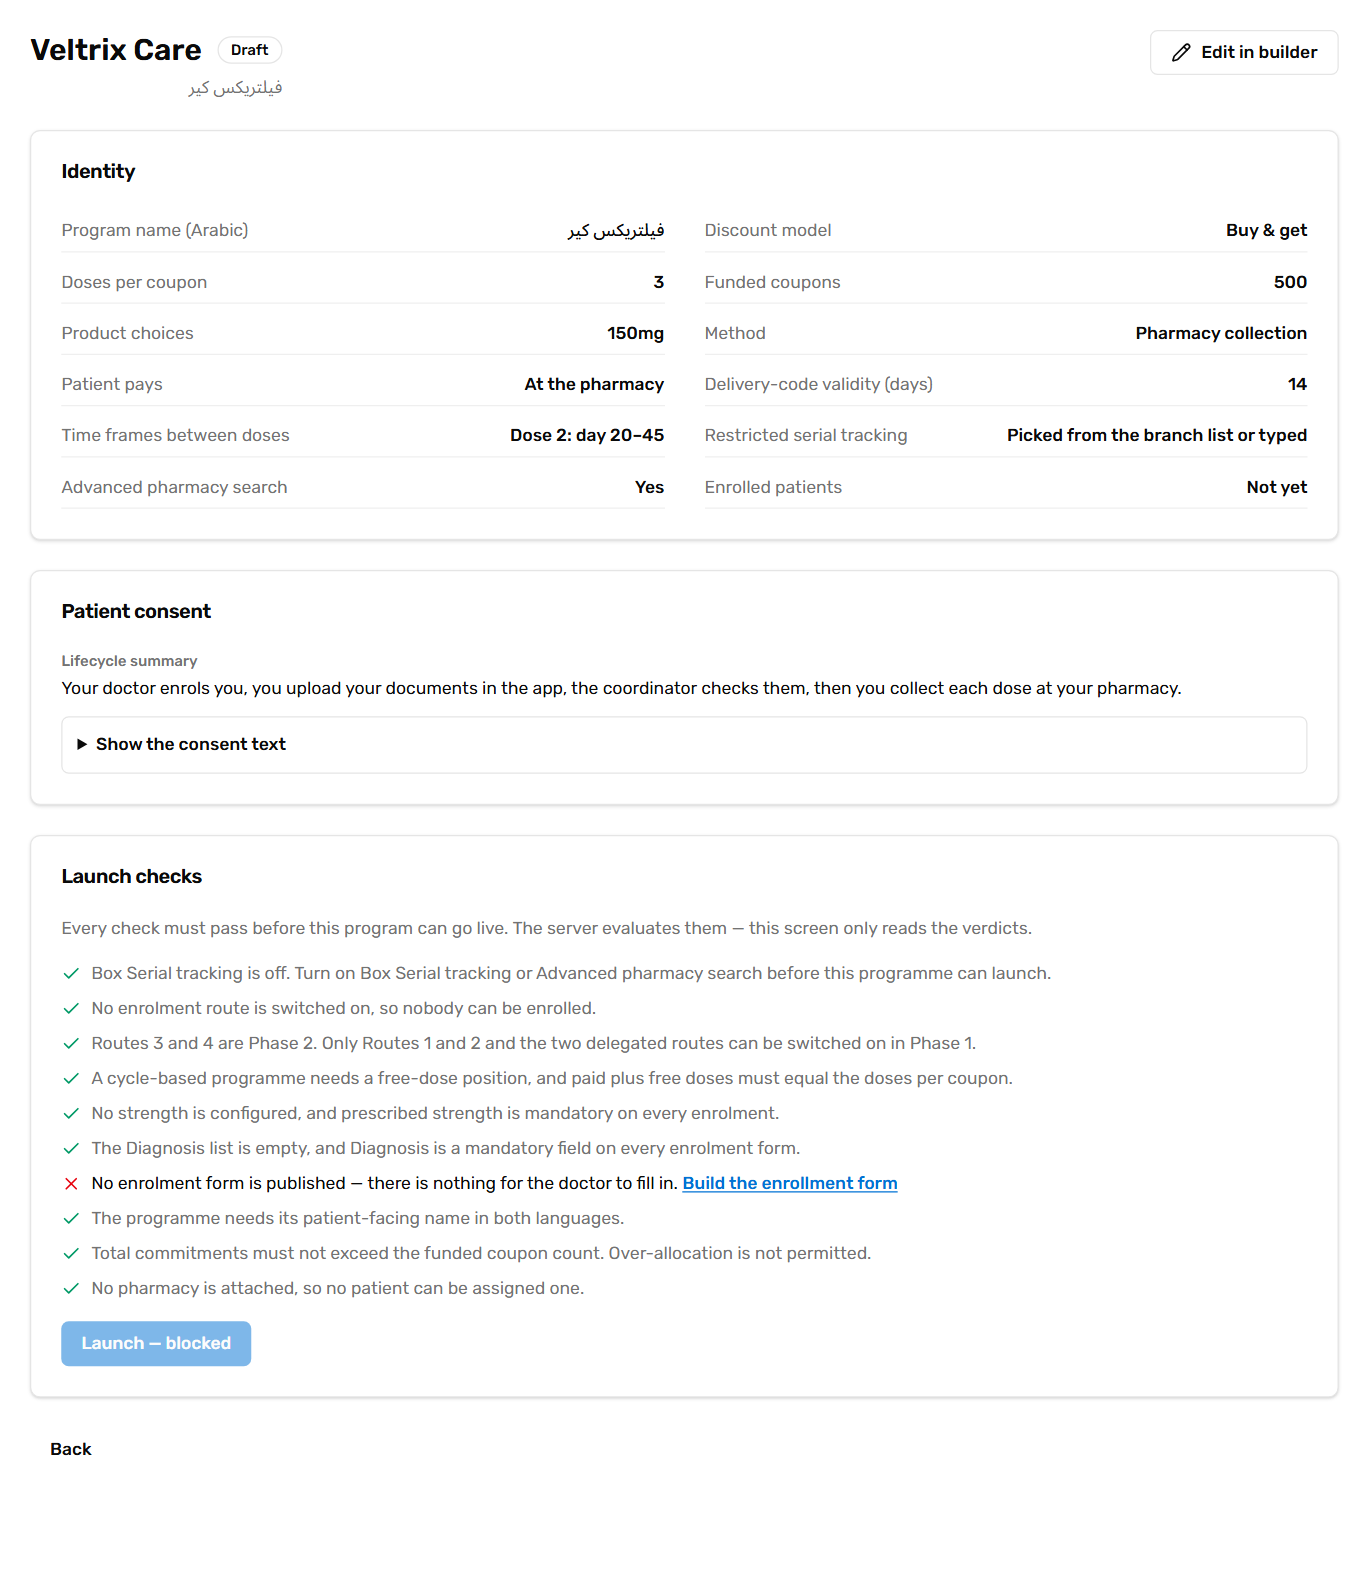 Veltrix Care
Draft
Edit in builder
فيلتريكس كير
Identity
Program name (Arabic)
فيلتريكس كير
Discount model
Buy & get
Doses per coupon
3
Funded coupons
500
Product choices
150mg
Method
Pharmacy collection
Patient pays
At the pharmacy
Delivery-code validity (days)
14
Time frames between doses
Dose 2: day 20–45
Restricted serial tracking
Picked from the branch list or typed
Advanced pharmacy search
Yes
Enrolled patients
Not yet
Patient consent
Lifecycle summary
Your doctor enrols you, you upload your documents in the app, the coordinator checks them, then you collect each dose at your pharmacy.
Show the consent text
Launch checks
Every check must pass before this program can go live. The server evaluates them — this screen only reads the verdicts.
Box Serial tracking is off. Turn on Box Serial tracking or Advanced pharmacy search before this programme can launch.
No enrolment route is switched on, so nobody can be enrolled.
Routes 3 and 4 are Phase 2. Only Routes 1 and 2 and the two delegated routes can be switched on in Phase 1.
A cycle-based programme needs a free-dose position, and paid plus free doses must equal the doses per coupon.
No strength is configured, and prescribed strength is mandatory on every enrolment.
The Diagnosis list is empty, and Diagnosis is a mandatory field on every enrolment form.
No enrolment form is published — there is nothing for the doctor to fill in. Build the enrollment form
The programme needs its patient-facing name in both languages.
Total commitments must not exceed the funded coupon count. Over-allocation is not permitted.
No pharmacy is attached, so no patient can be assigned one.
Launch — blocked
Back